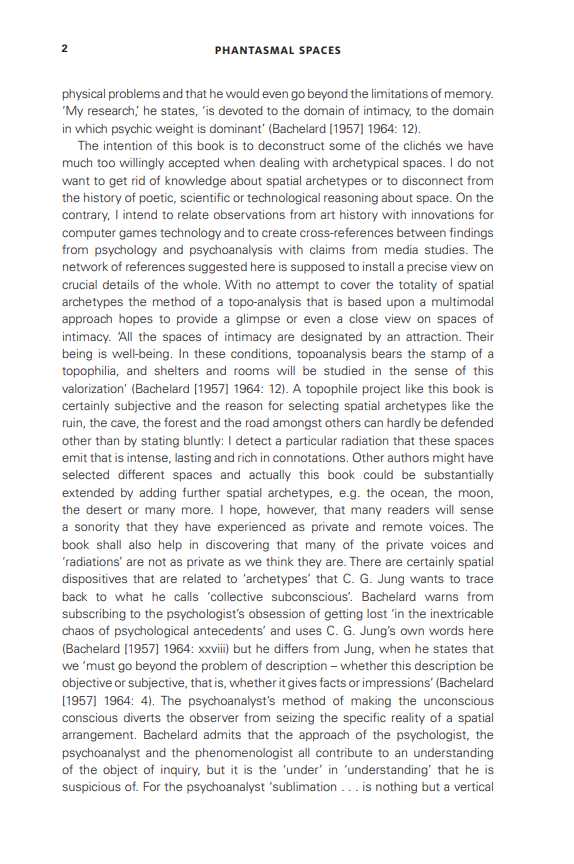 2
PHANTASMAL SPACES
physical problems and that he would even go beyond the limitations of memory.
‘My research,’ he states, ‘is devoted to the domain of intimacy, to the domain
in which psychic weight is dominant’ (Bachelard [1957] 1964: 12).
The intention of this book is to deconstruct some of the clichés we have
much too willingly accepted when dealing with archetypical spaces. I do not
want to get rid of knowledge about spatial archetypes or to disconnect from
the history of poetic, scientific or technological reasoning about space. On the
contrary, I intend to relate observations from art history with innovations for
computer games technology and to create cross-references between findings
from psychology and psychoanalysis with claims from media studies. The
network of references suggested here is supposed to install a precise view on
crucial details of the whole. With no attempt to cover the totality of spatial
archetypes the method of a topo-analysis that is based upon a multimodal
approach hopes to provide a glimpse or even a close view on spaces of
intimacy. ‘All the spaces of intimacy are designated by an attraction. Their
being is well-being. In these conditions, topoanalysis bears the stamp of a
topophilia, and shelters and rooms will be studied in the sense of this
valorization’ (Bachelard [1957] 1964: 12). A topophile project like this book is
certainly subjective and the reason for selecting spatial archetypes like the
ruin, the cave, the forest and the road amongst others can hardly be defended
other than by stating bluntly: I detect a particular radiation that these spaces
emit that is intense, lasting and rich in connotations. Other authors might have
selected different spaces and actually this book could be substantially
extended by adding further spatial archetypes, e.g. the ocean, the moon,
the desert or many more. I hope, however, that many readers will sense
a sonority that they have experienced as private and remote voices. The
book shall also help in discovering that many of the private voices and
‘radiations’ are not as private as we think they are. There are certainly spatial
dispositives that are related to ‘archetypes’ that C. G. Jung wants to trace
back to what he calls ‘collective subconscious’. Bachelard warns from
subscribing to the psychologist’s obsession of getting lost ‘in the inextricable
chaos of psychological antecedents’ and uses C. G. Jung’s own words here
(Bachelard [1957] 1964: xxviii) but he differs from Jung, when he states that
we ‘must go beyond the problem of description – whether this description be
objective or subjective, that is, whether it gives facts or impressions’ (Bachelard
[1957] 1964: 4). The psychoanalyst’s method of making the unconscious
conscious diverts the observer from seizing the specific reality of a spatial
arrangement. Bachelard admits that the approach of the psychologist, the
psychoanalyst and the phenomenologist all contribute to an understanding
of the object of inquiry, but it is the ‘under’ in ‘understanding’ that he is
suspicious of. For the psychoanalyst ‘sublimation . . . is nothing but a vertical